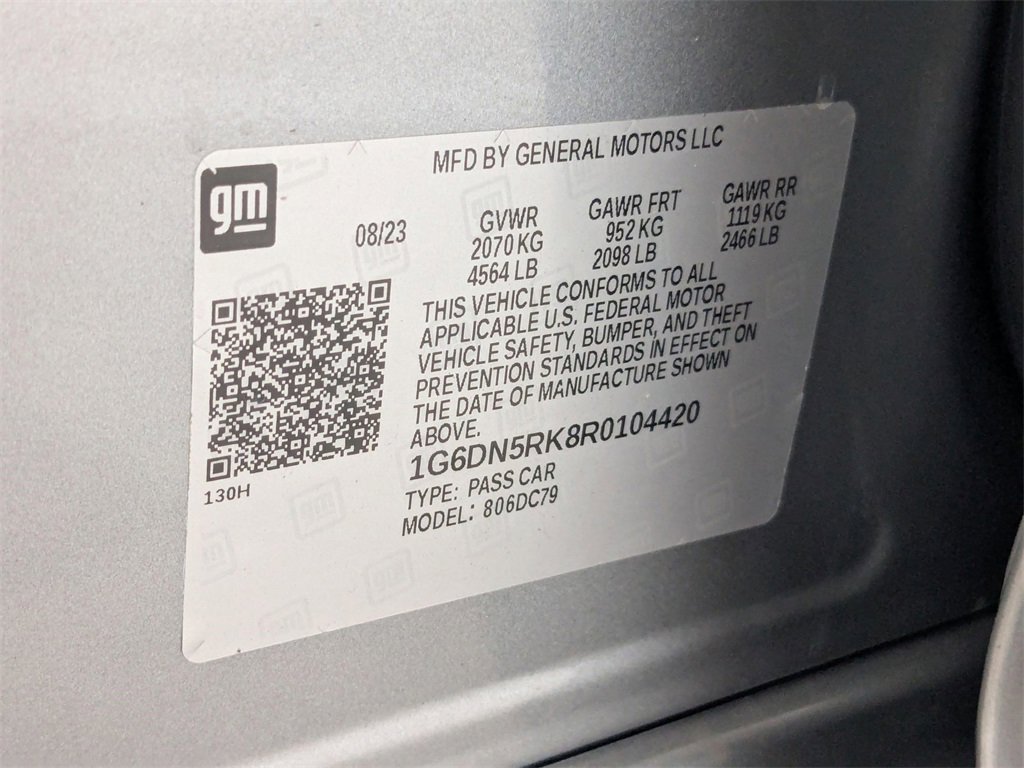 MFD BY GENERAL MOTORS LLC
gm
08/23
GVWR
2070 KG
4564 LB
GAWR FRT
952 KG
2098 LB
GAWR RR
1119 KG
2466 LB
THIS VEHICLE CONFORMS TO ALL
APPLICABLE U.S. FEDERAL MOTOR
VEHICLE SAFETY, BUMPER, AND THEFT
PREVENTION STANDARDS IN EFFECT ON
THE DATE OF MANUFACTURE SHOWN
ABOVE.
1G6DN5RK8R0104420
TYPE: PASS CAR
MODEL: 806DC79
130H